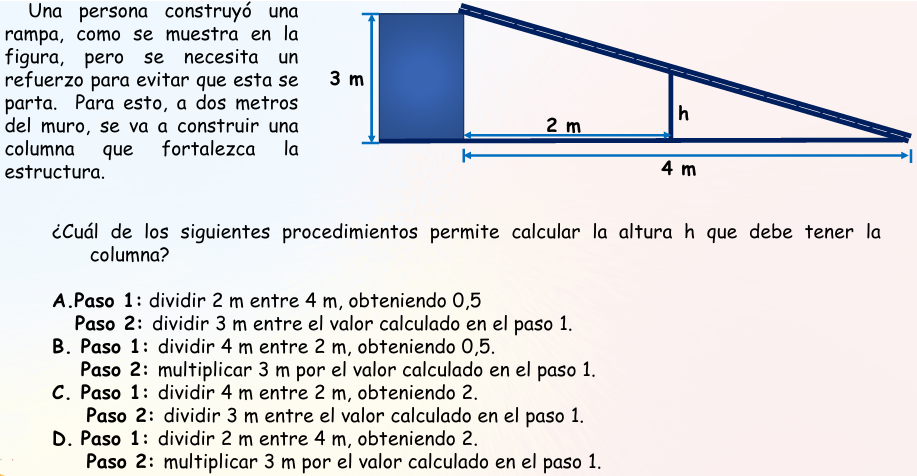 Una persona construyó una
rampa, como se muestra en la
figura, pero se necesita un
refuerzo para evitar que esta se
parta. Para esto, a dos metros
del muro, se va a construir una
columna que fortalezca la
estructura.
3 m
h
2 m
4 m
¿Cuál de los siguientes procedimientos permite calcular la altura h que debe tener la
columna?
A.Paso 1: dividir 2 m entre 4 m, obteniendo 0,5
Paso 2: dividir 3 m entre el valor calculado en el paso 1.
B. Paso 1: dividir 4 m entre 2 m, obteniendo 0,5.
Paso 2: multiplicar 3 m por el valor calculado en el paso 1.
C. Paso 1: dividir 4 m entre 2 m, obteniendo 2.
Paso 2: dividir 3 m entre el valor calculado en el paso 1.
D. Paso 1: dividir 2 m entre 4 m, obteniendo 2.
Paso 2: multiplicar 3 m por el valor calculado en el paso 1.